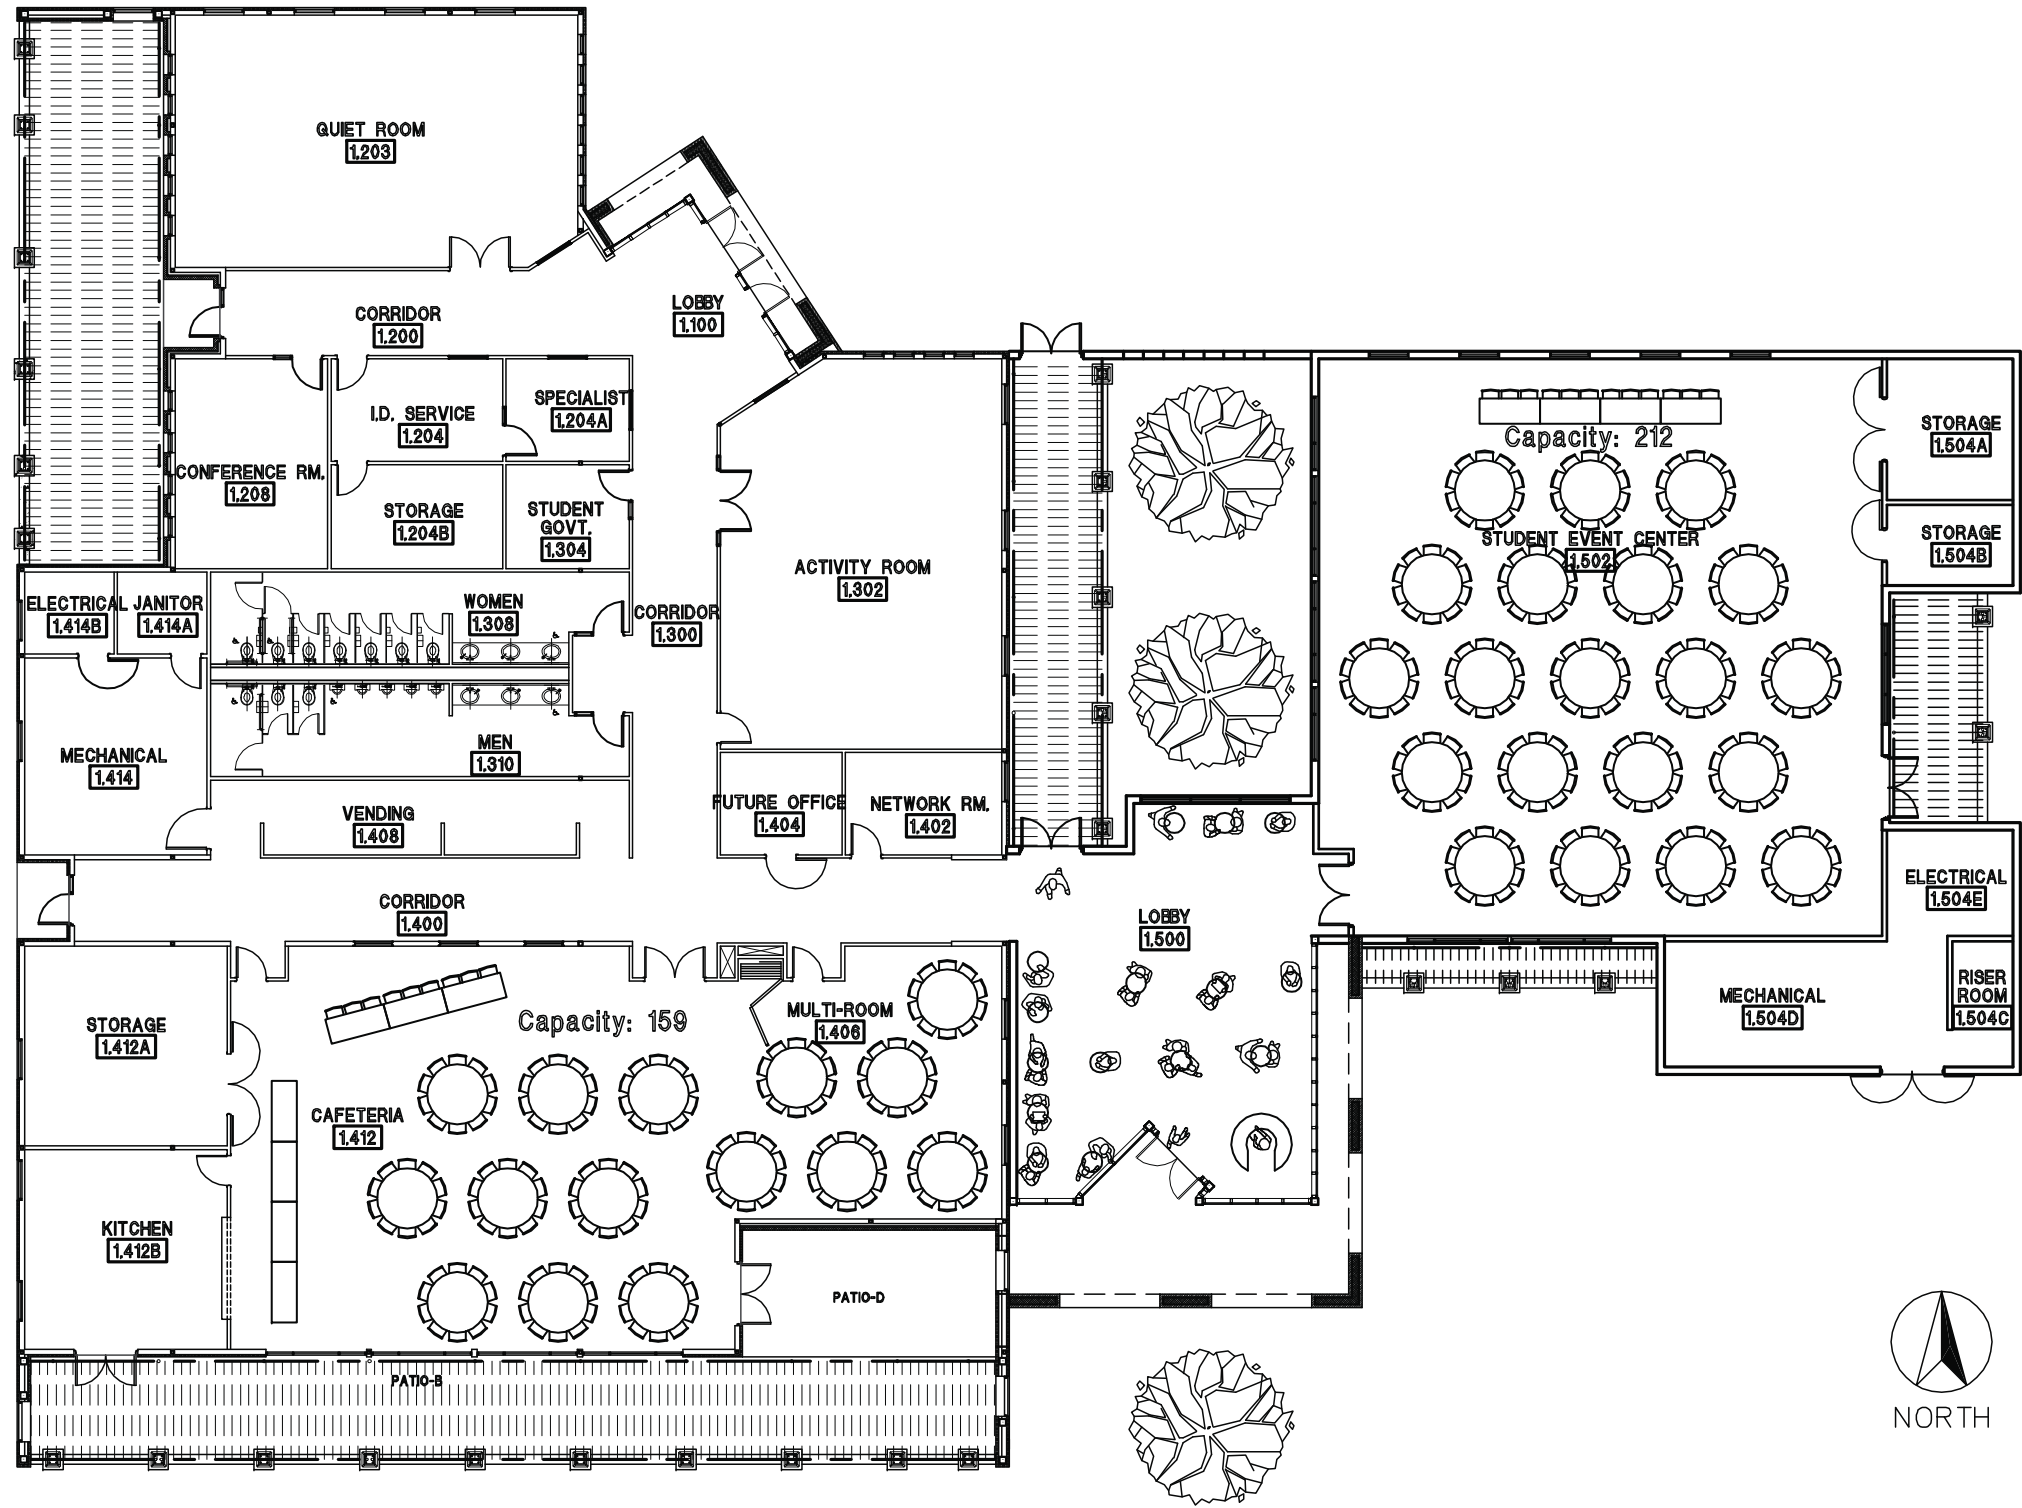 QUIET ROOM
1.203
LOBBY
1.100
CORRIDOR
1.200
SPECIALIST
1.204A
I.D. SERVICE
1.204
CONFERENCE RM.
1.208
STORAGE
1.204B
STUDENT
GOVT.
1.304
ACTIVITY ROOM
1.302
Capacity: 212
STUDENT EVENT CENTER
1.502
STORAGE
1.504A
STORAGE
1.504B
ELECTRICAL
1.414B
JANITOR
1.414A
WOMEN
1.308
CORRIDOR
1.300
MECHANICAL
1.414
MEN
1.310
VENDING
1.408
FUTURE OFFICE
1.404
NETWORK RM.
1.402
CORRIDOR
1.400
LOBBY
1.500
ELECTRICAL
1.504E
RISER
ROOM
1.504C
MECHANICAL
1.504D
STORAGE
1.412A
Capacity: 159
MULTI-ROOM
1.406
CAFETERIA
1.412
KITCHEN
1.412B
PATIO-D
PATIO-B
NORTH